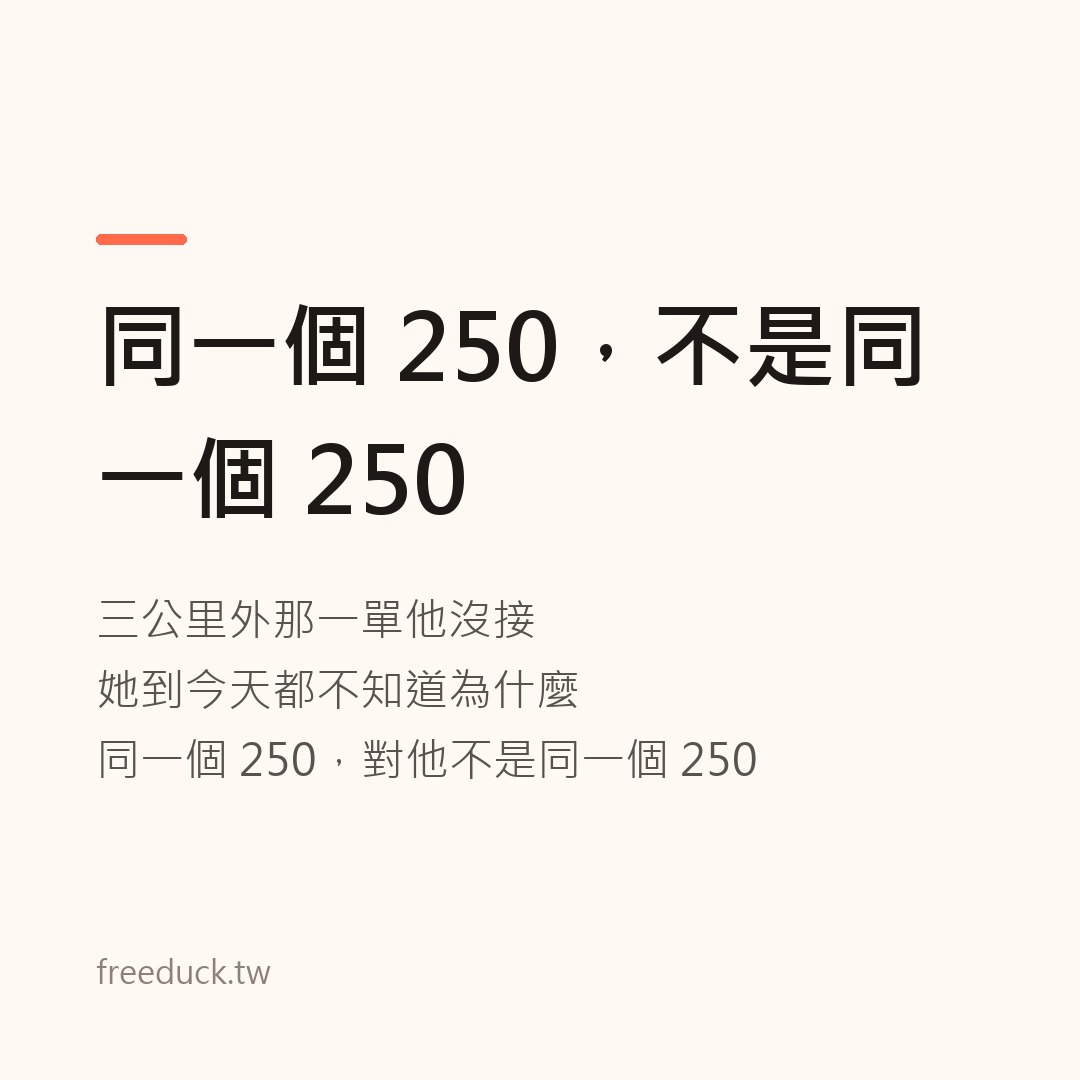 同一個 250，不是同
一個 250
三公里外那一單他沒接
她到今天都不知道為什麼
同一個 250，對他不是同一個 250
freeduck.tw